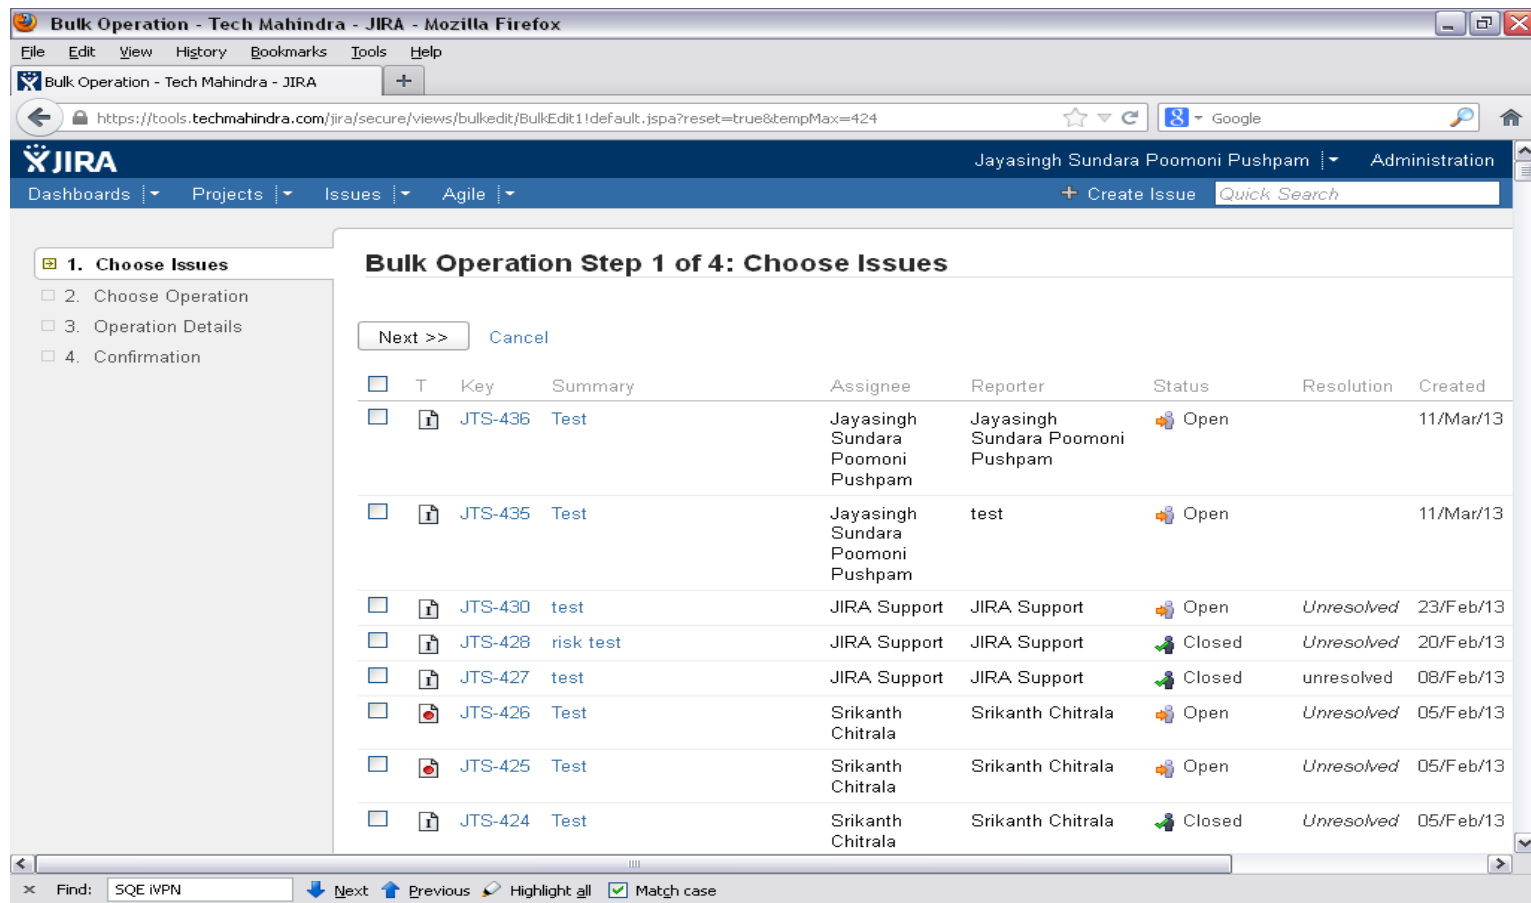 Bulk Operation - Tech Mahindra - JIRA - Mozilla Firefox
File Edit View History Bookmarks Tools Help
Bulk Operation - Tech Mahindra - JIRA
https://tools.techmahindra.com/jira/secure/views/bulkedit/BulkEdit1!default.jspa?reset=true&tempMax=424 Google
JIRA Jayasingh Sundara Poomoni Pushpam Administration
Dashboards Projects Issues Agile + Create Issue Quick Search
1. Choose Issues
2. Choose Operation
3. Operation Details
4. Confirmation
Bulk Operation Step 1 of 4: Choose Issues
Next >> Cancel
T Key Summary Assignee Reporter Status Resolution Created
JTS-436 Test Jayasingh Jayasingh Open 11/Mar/13
Sundara Sundara Poomoni
Poomoni Pushpam
Pushpam
JTS-435 Test Jayasingh test Open 11/Mar/13
Sundara
Poomoni
Pushpam
JTS-430 test JIRA Support JIRA Support Open Unresolved 23/Feb/13
JTS-428 risk test JIRA Support JIRA Support Closed Unresolved 20/Feb/13
JTS-427 test JIRA Support JIRA Support Closed unresolved 08/Feb/13
JTS-426 Test Srikanth Srikanth Chitrala Open Unresolved 05/Feb/13
Chitrala
JTS-425 Test Srikanth Srikanth Chitrala Open Unresolved 05/Feb/13
Chitrala
JTS-424 Test Srikanth Srikanth Chitrala Closed Unresolved 05/Feb/13
Chitrala
× Find: SQE iVPN Next Previous Highlight all Match case